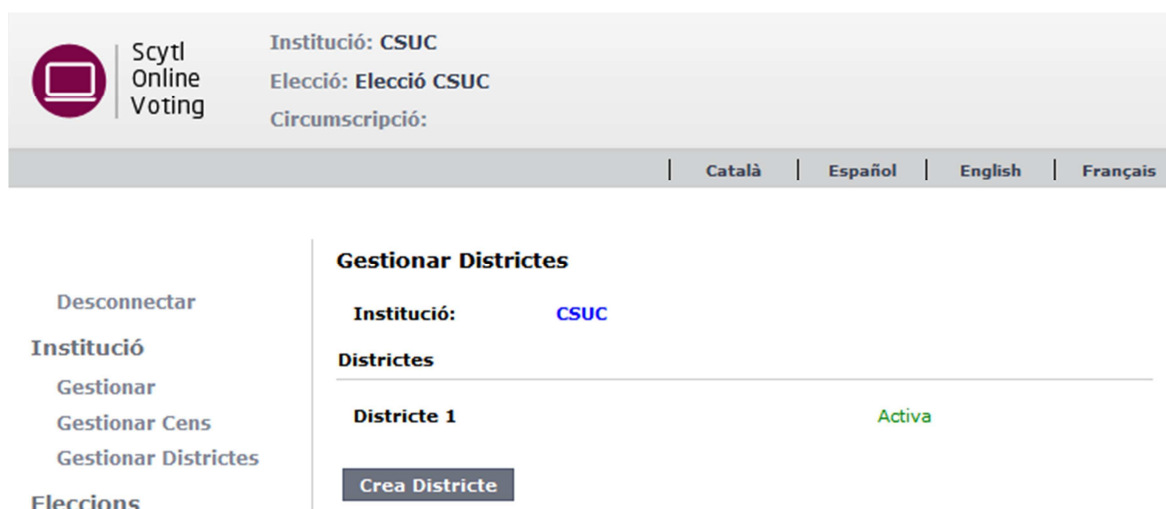 Scytl
Online
Voting
Institució: CSUC
Elecció: Elecció CSUC
Circumscripció:
| Català | Español | English | Français
Desconnectar
Institució
Gestionar
Gestionar Cens
Gestionar Districtes
Eleccions
Gestionar Districtes
Institució: CSUC
Districtes
Districte 1 Activa
Crea Districte